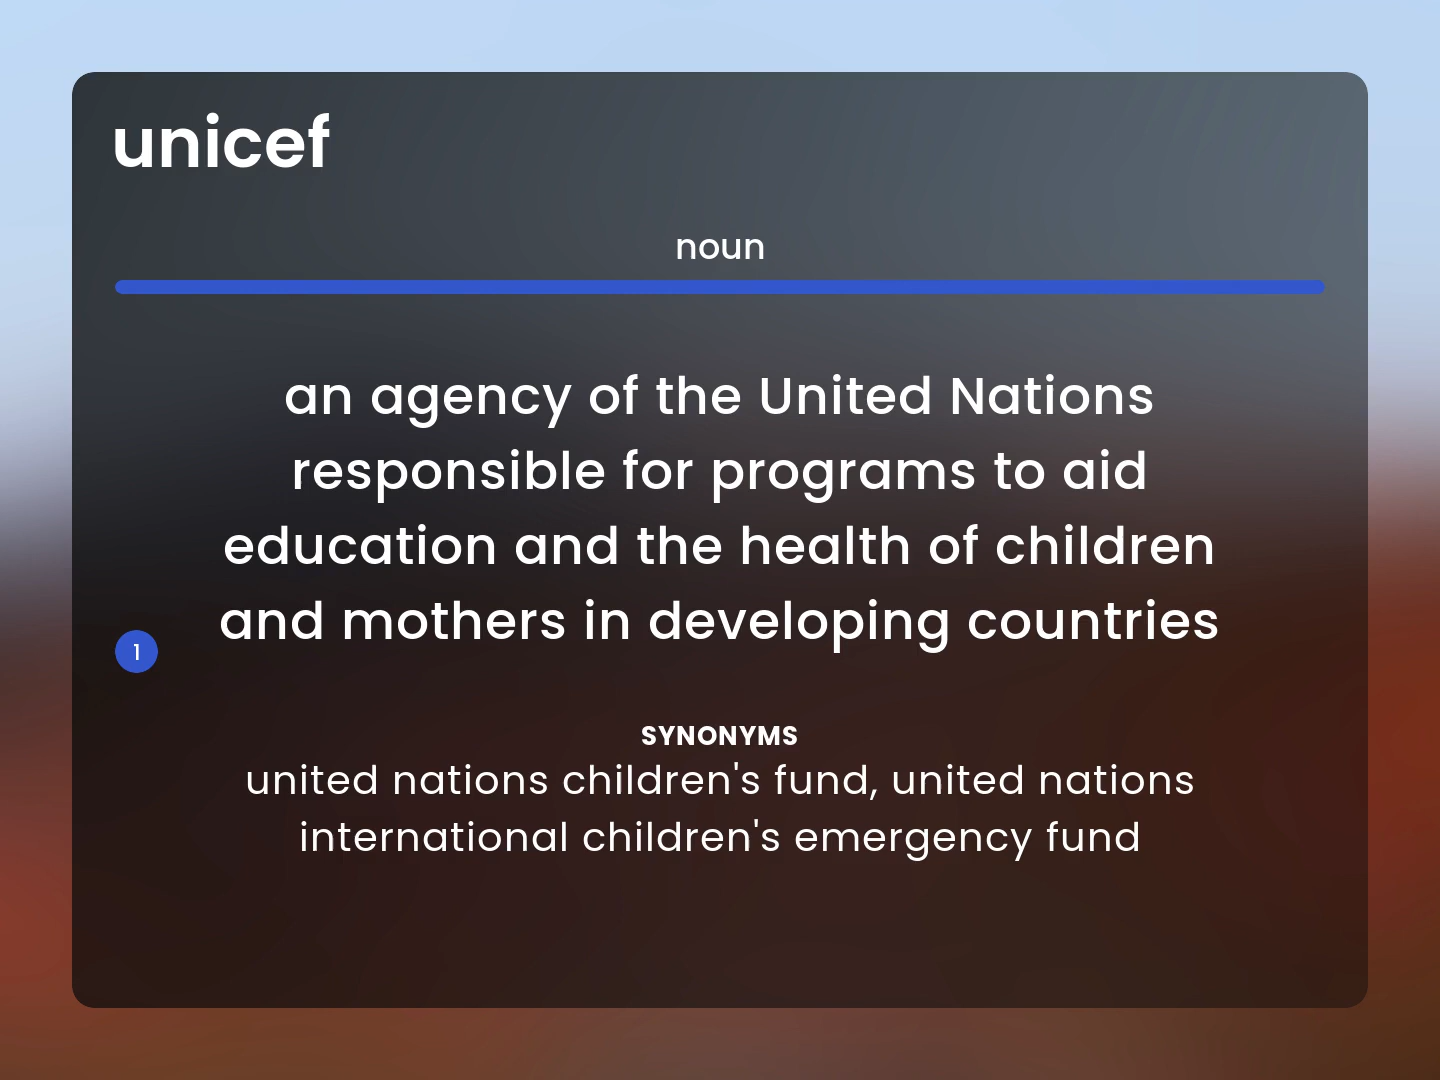 unicef
noun
an agency of the United Nations
responsible for programs to aid
education and the health of children
and mothers in developing countries
1
SYNONYMS
united nations children's fund, united nations
international children's emergency fund